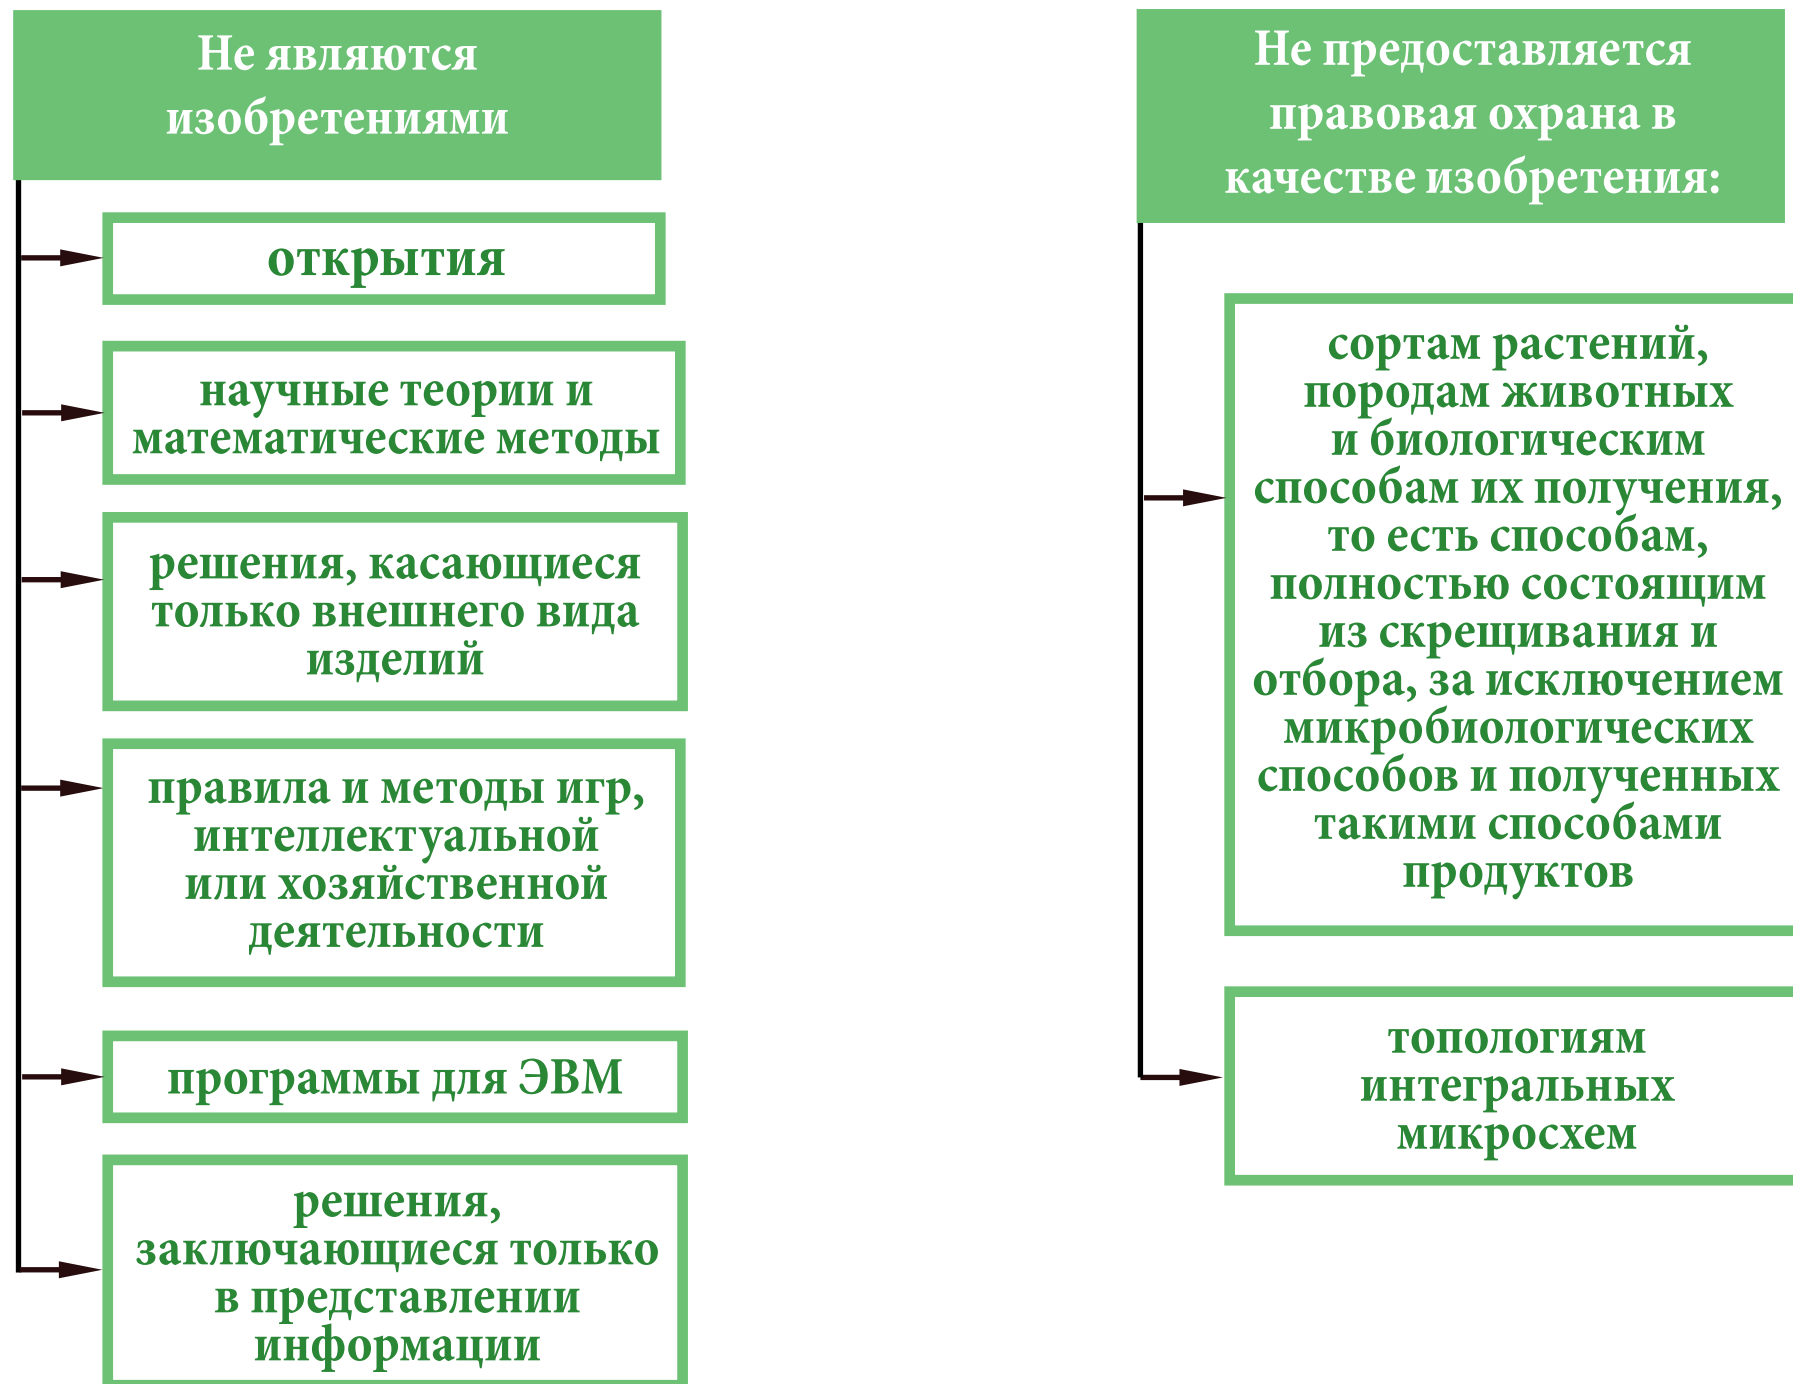 Не являются
изобретениями
открытия
научные теории и
математические методы
решения, касающиеся
только внешнего вида
изделий
правила и методы игр,
интеллектуальной
или хозяйственной
деятельности
программы для ЭВМ
решения,
заключающиеся только
в представлении
информации
Не предоставляется
правовая охрана в
качестве изобретения:
сортам растений,
породам животных
и биологическим
способам их получения,
то есть способам,
полностью состоящим
из скрещивания и
отбора, за исключением
микробиологических
способов и полученных
такими способами
продуктов
топологиям
интегральных
микросхем